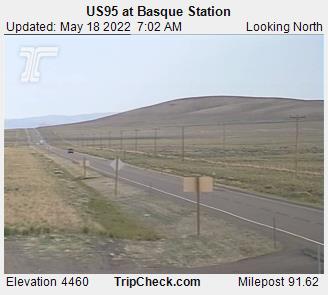 US95 at Basque Station
Updated: May 18 2022 7:02 AM Looking North
Elevation 4460 TripCheck.com Milepost 91.62